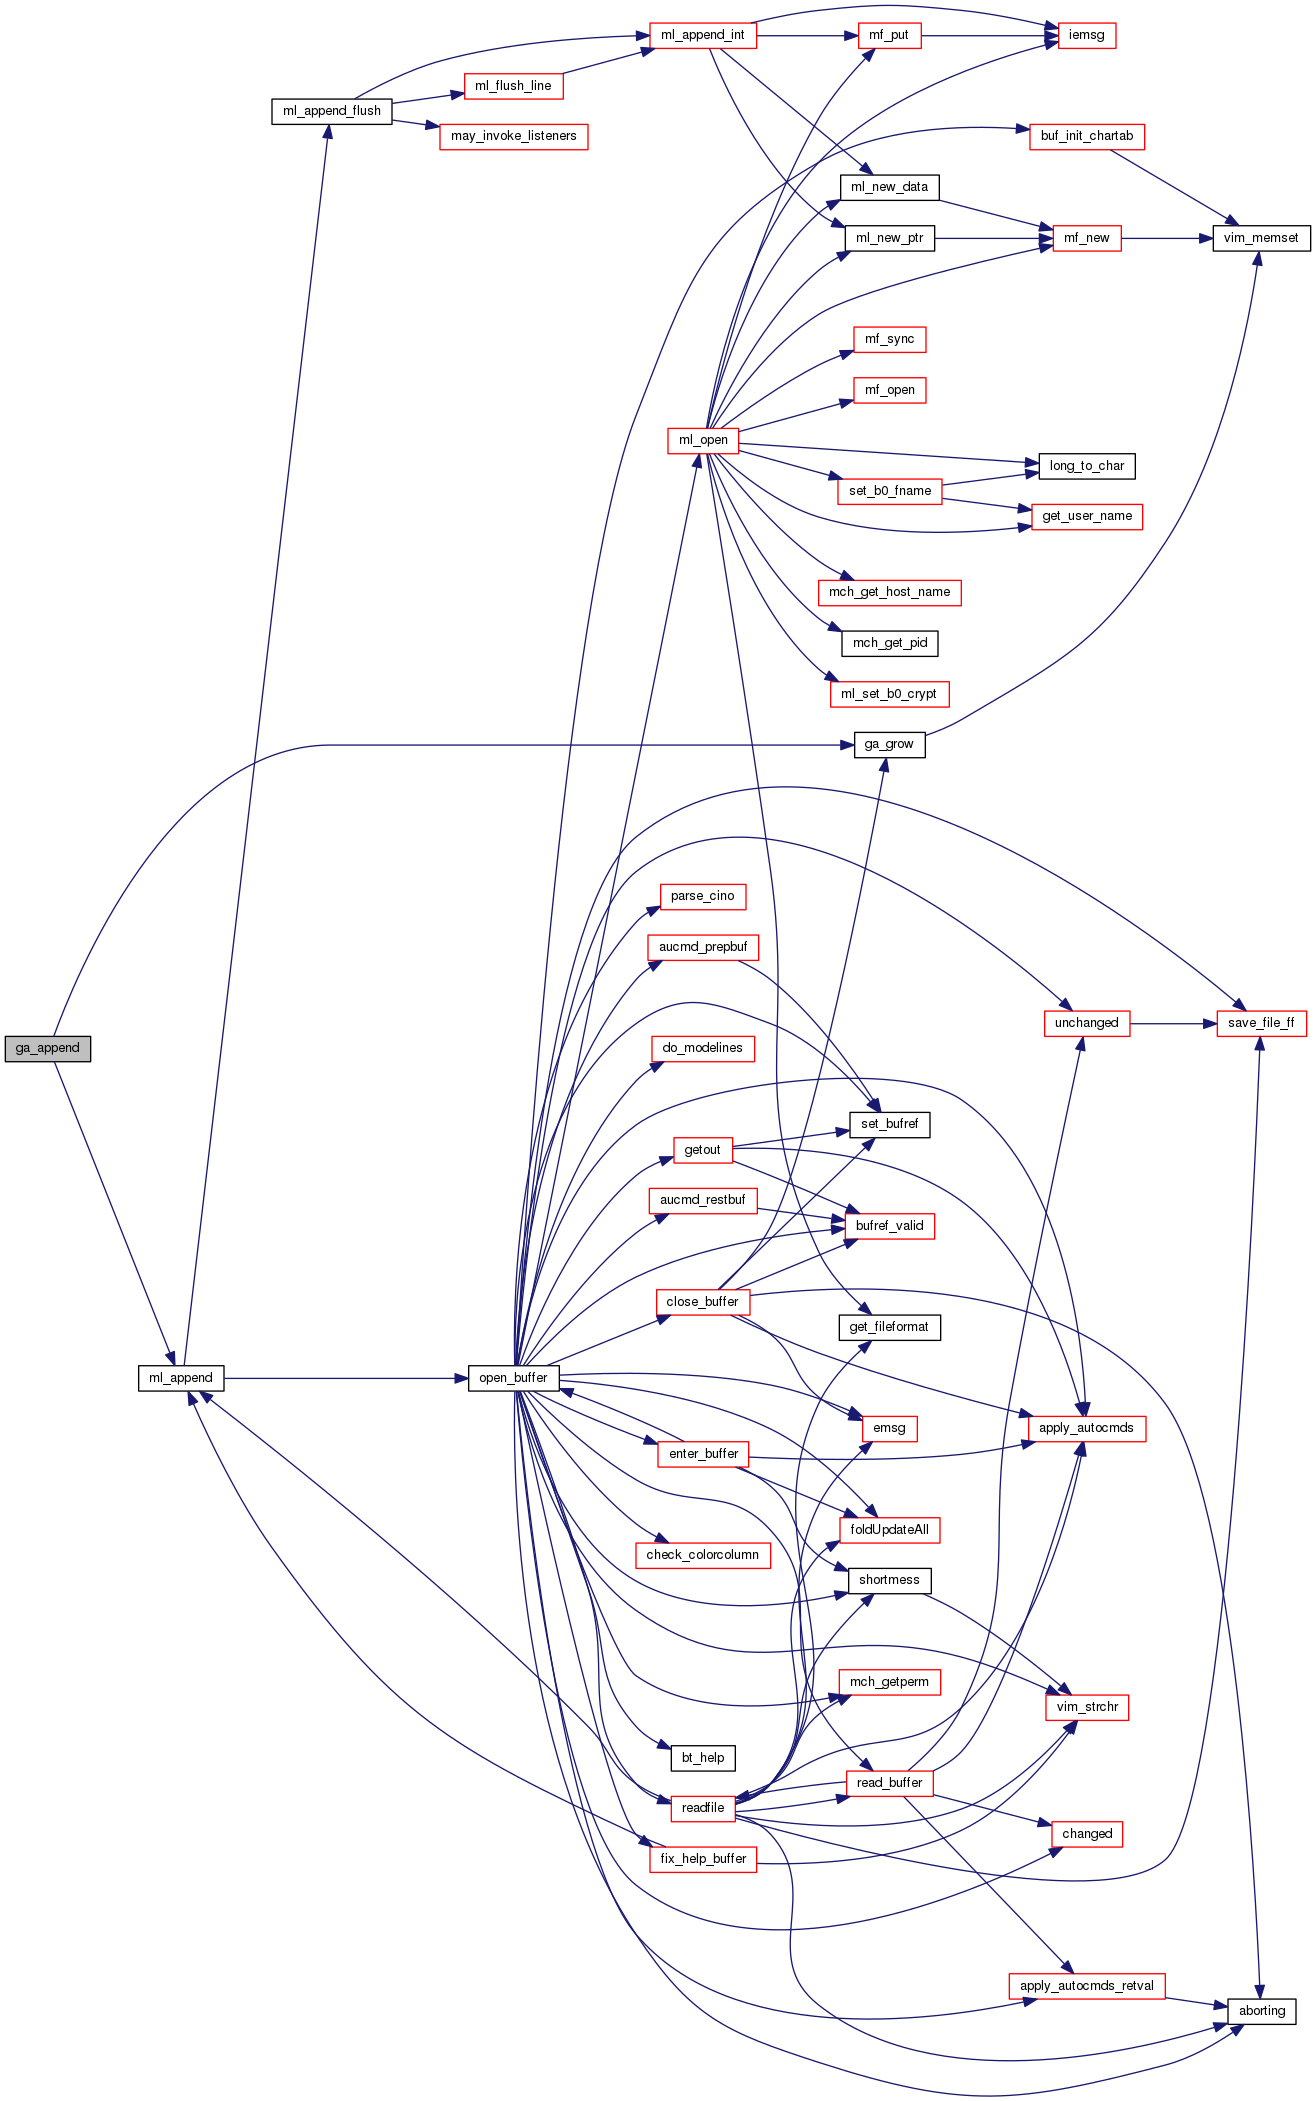 ml_append_int
mf_put
iemsg
ml_flush_line
ml_append_flush
may_invoke_listeners
buf_init_chartab
ml_new_data
ml_new_ptr
mf_new
vim_memset
mf_sync
mf_open
ml_open
long_to_char
set_b0_fname
get_user_name
mch_get_host_name
mch_get_pid
ml_set_b0_crypt
ga_grow
parse_cino
aucmd_prepbuf
unchanged
save_file_ff
ga_append
do_modelines
set_bufref
getout
aucmd_restbuf
bufref_valid
close_buffer
get_fileformat
ml_append
open_buffer
emsg
apply_autocmds
enter_buffer
foldUpdateAll
check_colorcolumn
shortmess
mch_getperm
vim_strchr
bt_help
read_buffer
readfile
changed
fix_help_buffer
apply_autocmds_retval
aborting